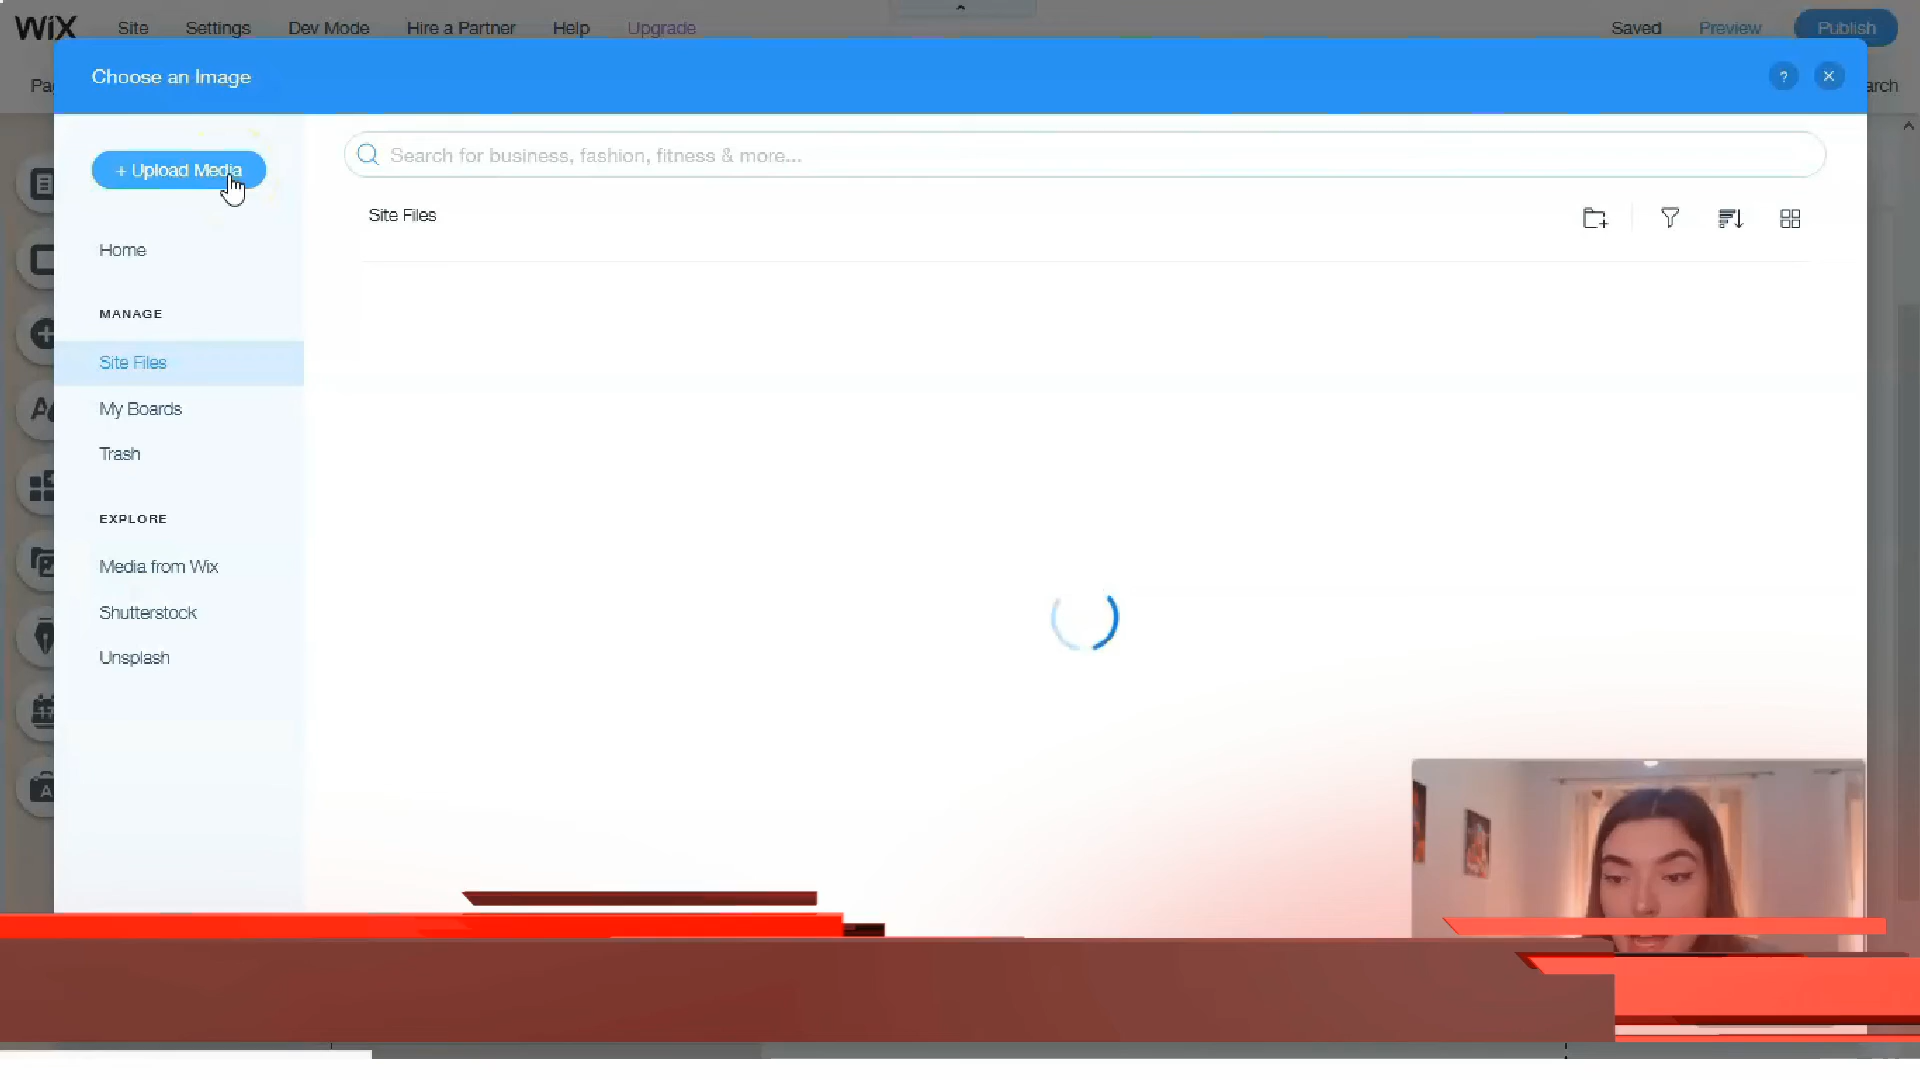 WiX Site Settings Dev Mode Hire a Partner Help Upgrade Saved Preview Publish
Choose an Image ? ×
+ Upload Media
Search for business, fashion, fitness & more...
Site Files
Home
MANAGE
Site Files
My Boards
Trash
EXPLORE
Media from Wix
Shutterstock
Unsplash